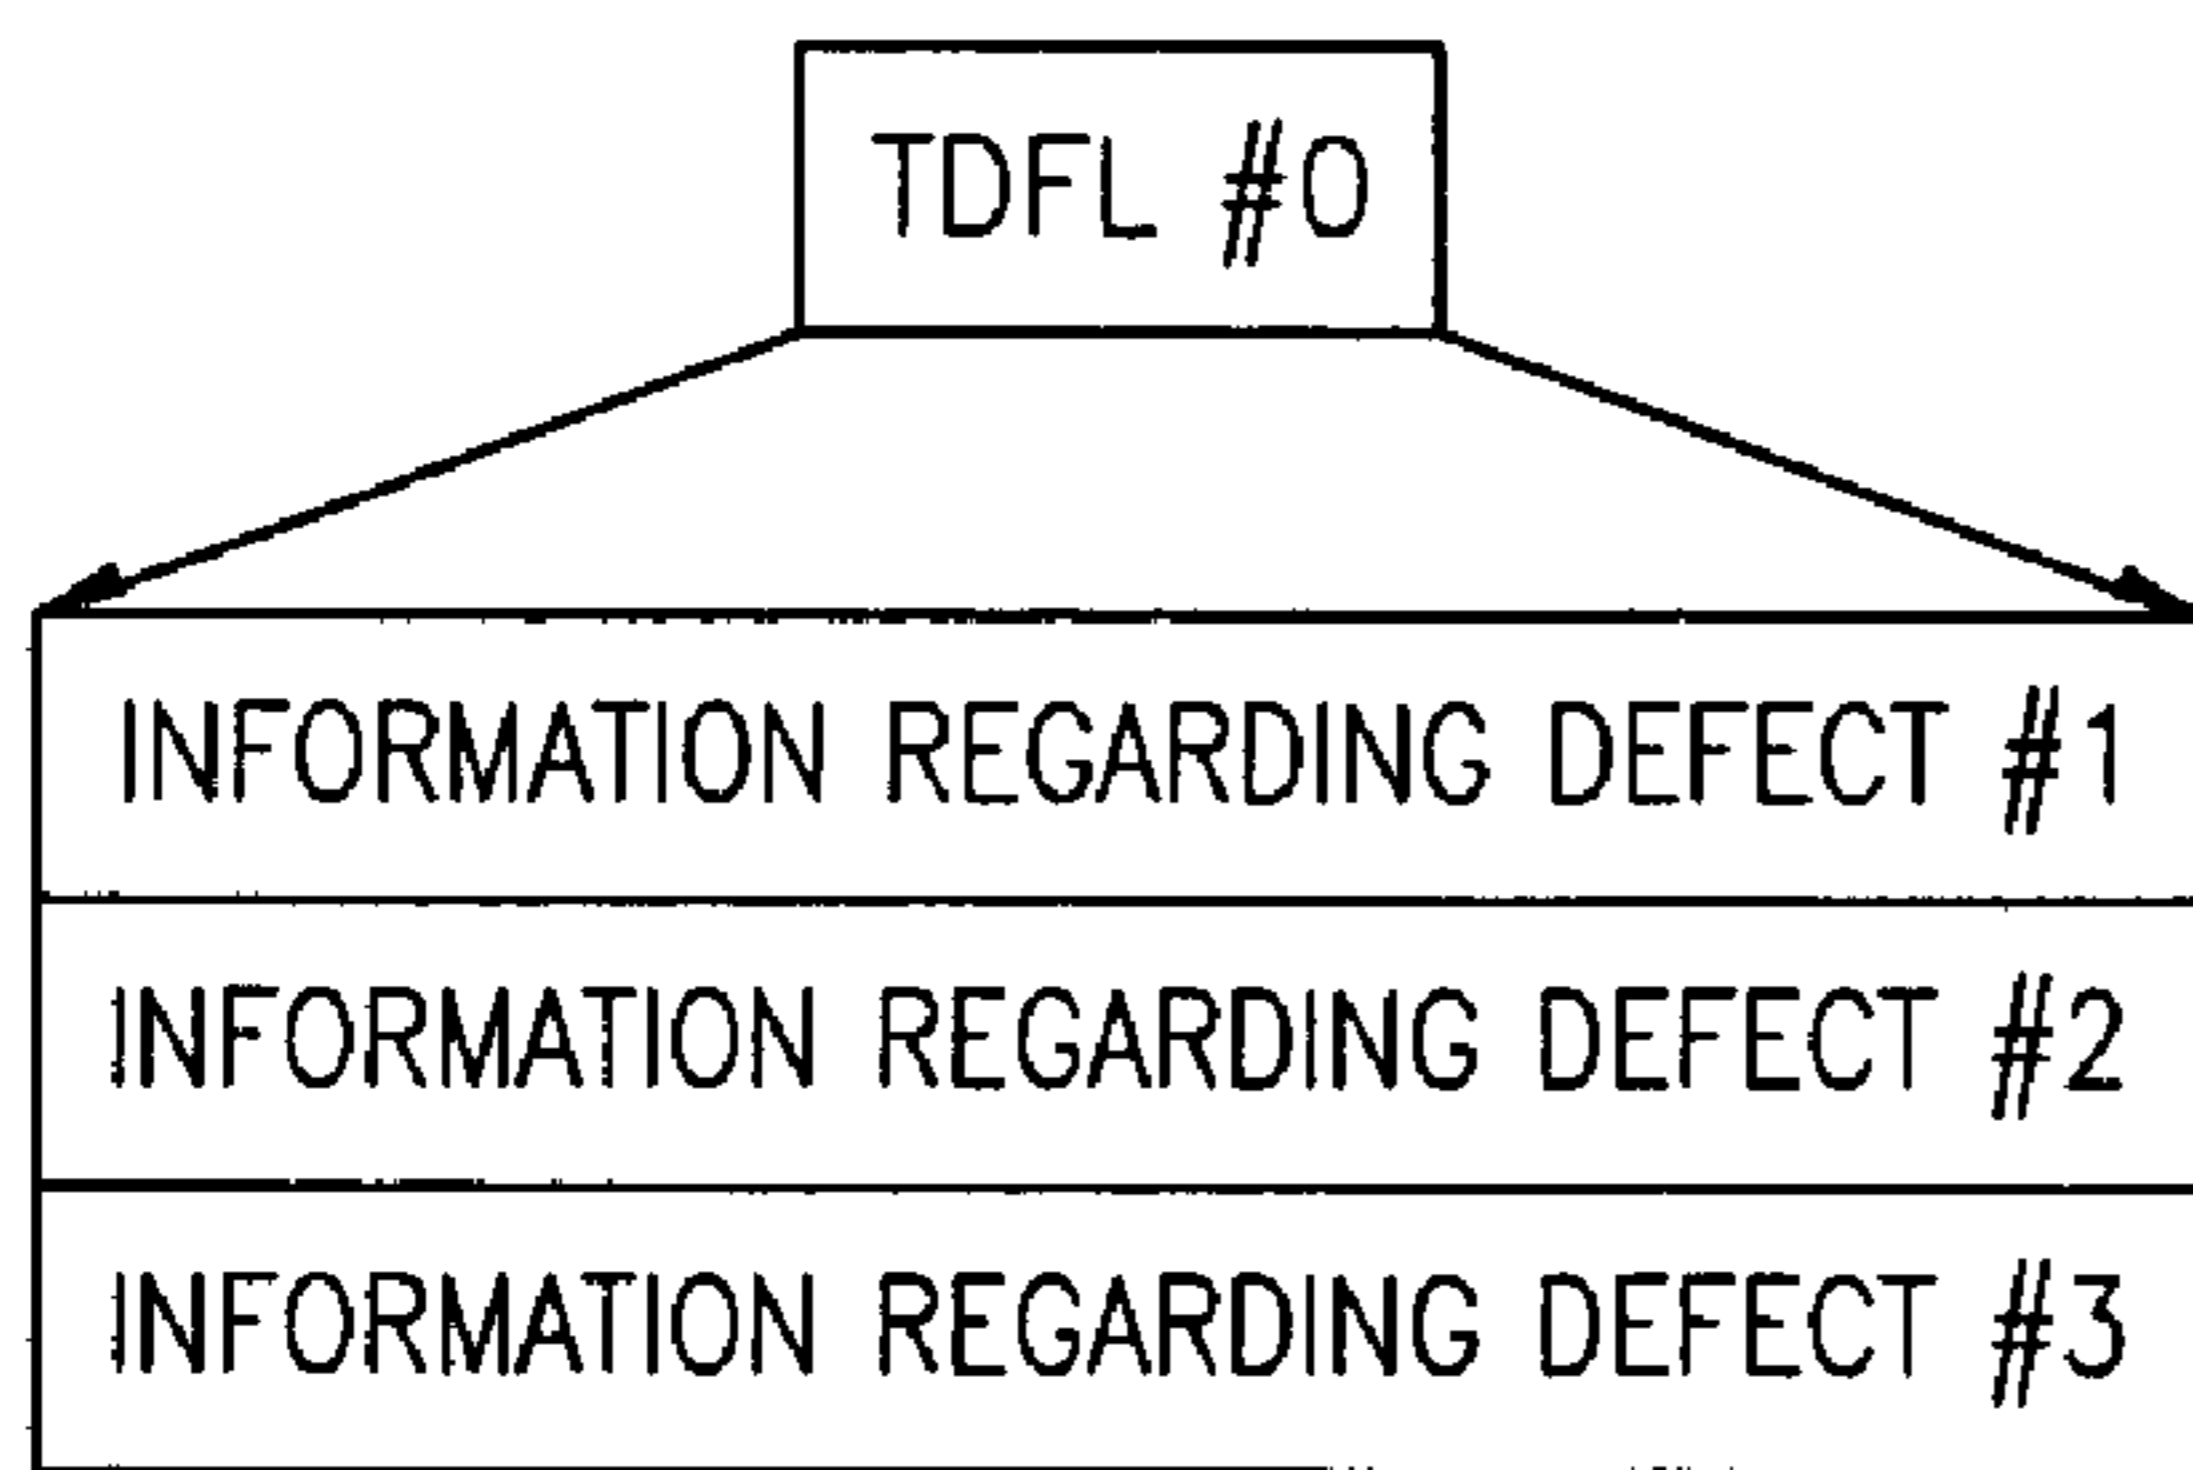 TDFL #0
INFORMATION REGARDING DEFECT #1
INFORMATION REGARDING DEFECT #2
INFORMATION REGARDING DEFECT #3